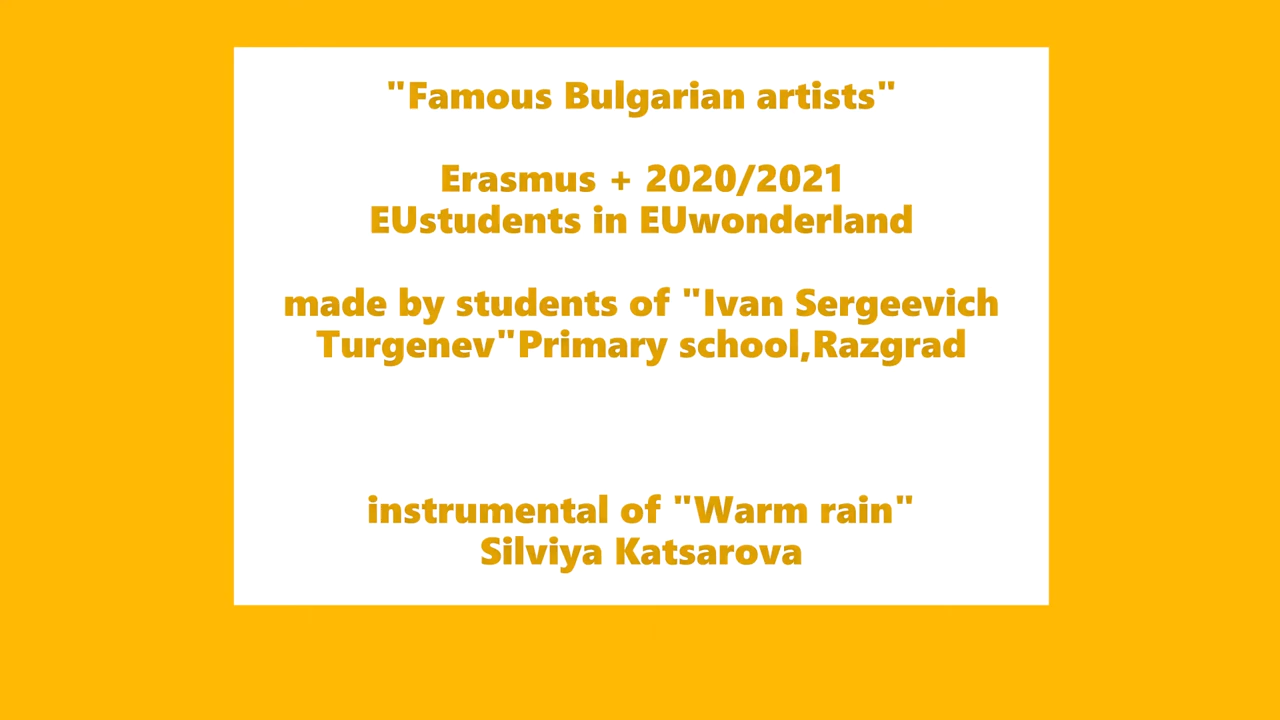 "Famous Bulgarian artists"
Erasmus + 2020/2021
EUstudents in EUwonderland
made by students of "Ivan Sergeevich
Turgenev"Primary school,Razgrad
instrumental of "Warm rain"
Silviya Katsarova